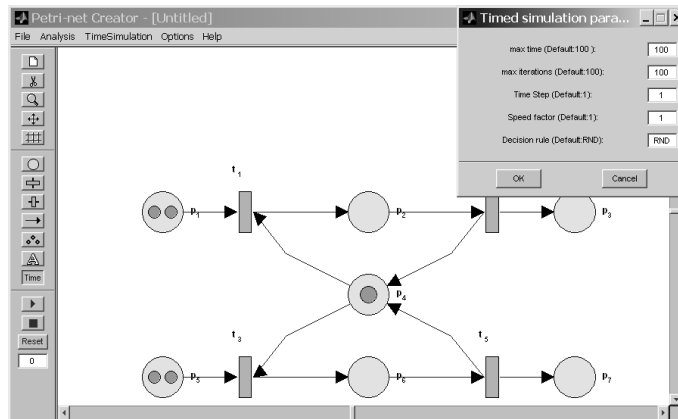 Petri-net Creator - [Untitled]
File Analysis TimeSimulation Options Help
Timed simulation para...
max time (Default:100 ): 100
max iterations (Default:100): 100
Time Step (Default:1): 1
Speed factor (Default:1): 1
Decision rule (Default:RND): RND
OK Cancel
t1
p1 p2 p3
p4
t3 t5
p5 p6 p7
A
Time
Reset
0